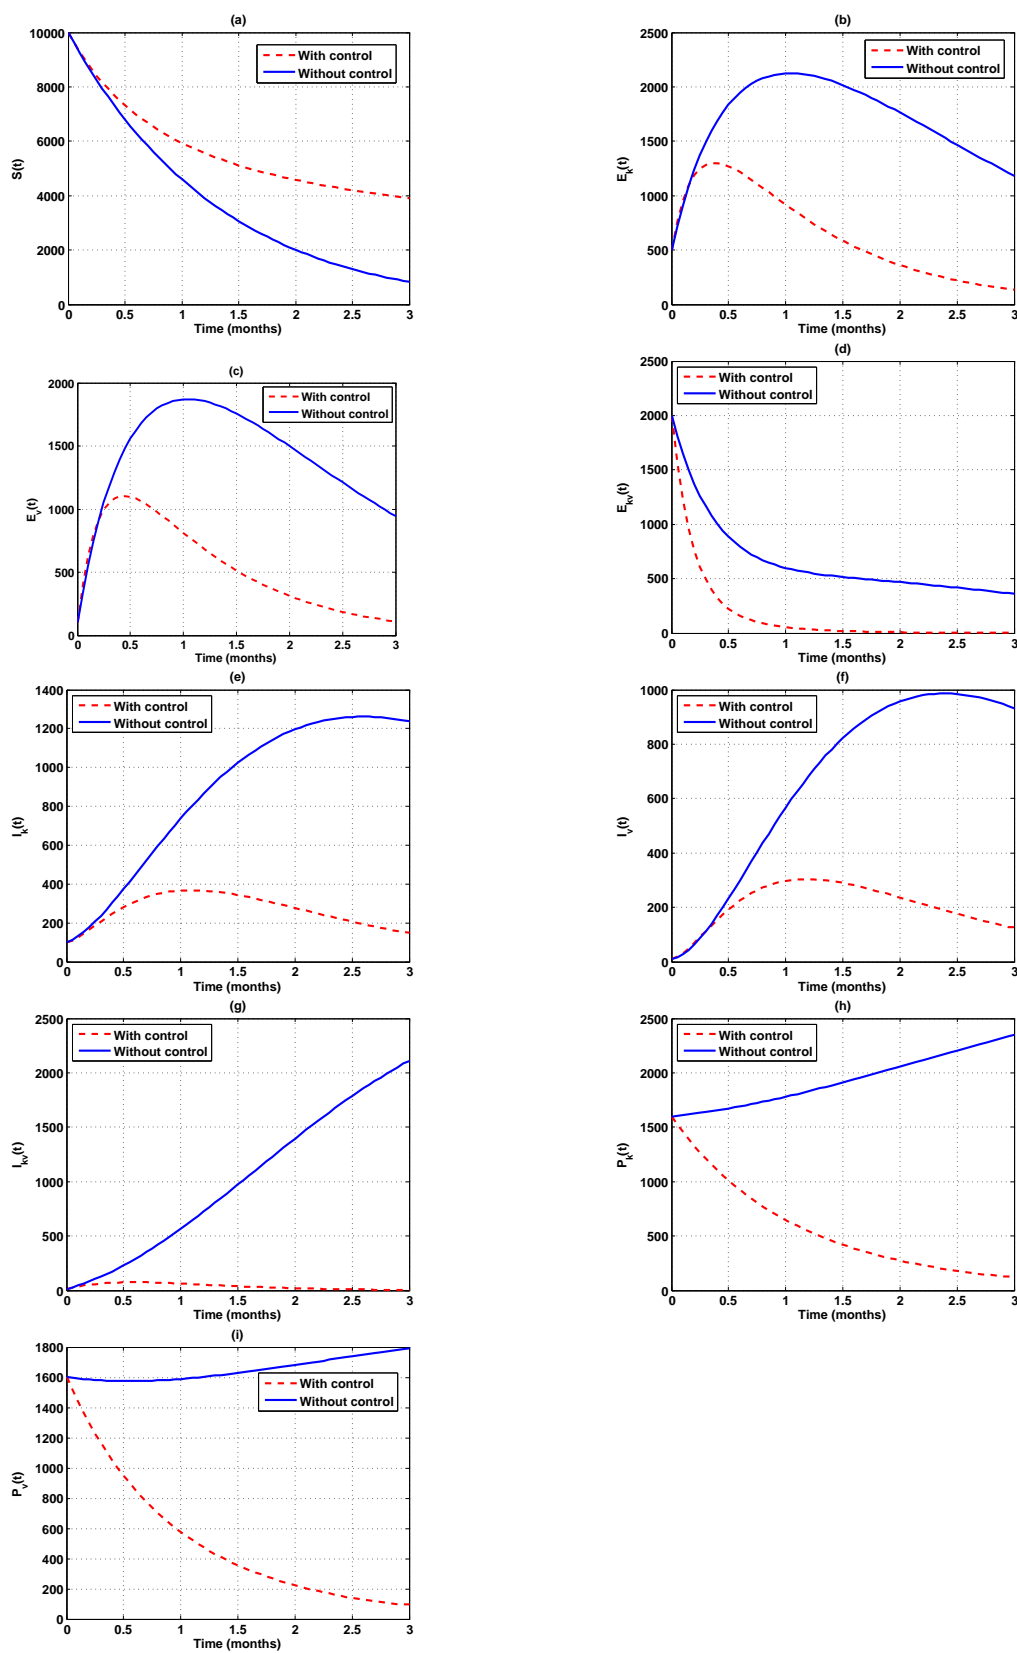 (a)
10000
8000
6000
4000
2000
0
S(t)
With control
Without control
0 0.5 1 1.5 2 2.5 3
Time (months)
(b)
2500
2000
1500
1000
500
0
E_k(t)
With control
Without control
0 0.5 1 1.5 2 2.5 3
Time (months)
(c)
2000
1500
1000
500
0
E_v(t)
With control
Without control
0 0.5 1 1.5 2 2.5 3
Time (months)
(d)
2500
2000
1500
1000
500
0
E_kv(t)
With control
Without control
0 0.5 1 1.5 2 2.5 3
Time (months)
(e)
1400
1200
1000
800
600
400
200
0
I_k(t)
With control
Without control
0 0.5 1 1.5 2 2.5 3
Time (months)
(f)
1000
800
600
400
200
0
I_v(t)
With control
Without control
0 0.5 1 1.5 2 2.5 3
Time (months)
(g)
2500
2000
1500
1000
500
0
I_kv(t)
With control
Without control
0 0.5 1 1.5 2 2.5 3
Time (months)
(h)
2500
2000
1500
1000
500
0
P_k(t)
With control
Without control
0 0.5 1 1.5 2 2.5 3
Time (months)
(i)
1800
1600
1400
1200
1000
800
600
400
200
0
P_v(t)
With control
Without control
0 0.5 1 1.5 2 2.5 3
Time (months)